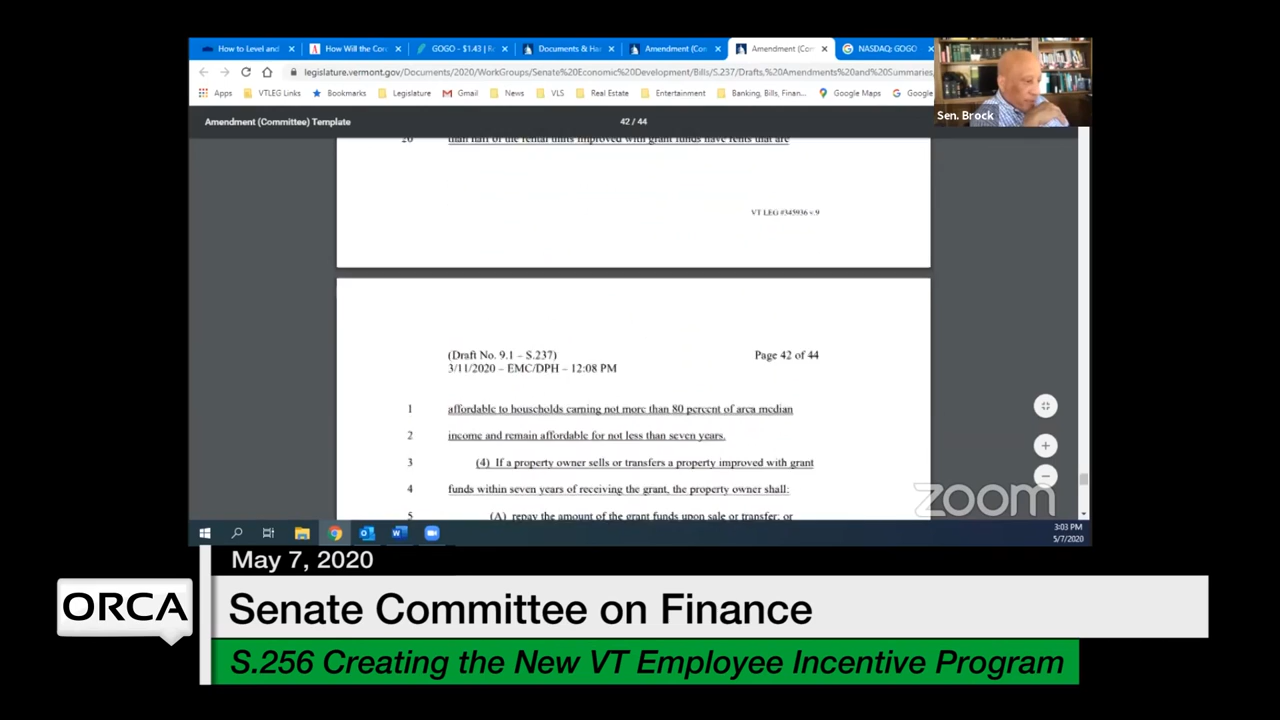 How to Level and
How Will the Cor
GOGO - $1.43 | R
Documents & Ha
Amendment (Con
Amendment (Co
NASDAQ: GOGO
legislature.vermont.gov/Documents/2020/WorkGroups/Senate%20Economic%20Development/Bills/S.237/Drafts,%20Amendments%20and%20Summaries,
Apps
VTLEG Links
Bookmarks
Legislature
Gmail
News
VLS
Real Estate
Entertainment
Banking, Bills, Finan...
Google Maps
Google
Sen. Brock
Amendment (Committee) Template
42 / 44
20 than half of the rental units improved with grant funds have rents that are
VT LEG #345936 v.9
(Draft No. 9.1 – S.237)
Page 42 of 44
3/11/2020 – EMC/DPH – 12:08 PM
1 affordable to households earning not more than 80 percent of area median
2 income and remain affordable for not less than seven years.
3 (4) If a property owner sells or transfers a property improved with grant
4 funds within seven years of receiving the grant, the property owner shall:
5 (A) repay the amount of the grant funds upon sale or transfer; or
zoom
3:03 PM
5/7/2020
May 7, 2020
ORCA
Senate Committee on Finance
S.256 Creating the New VT Employee Incentive Program